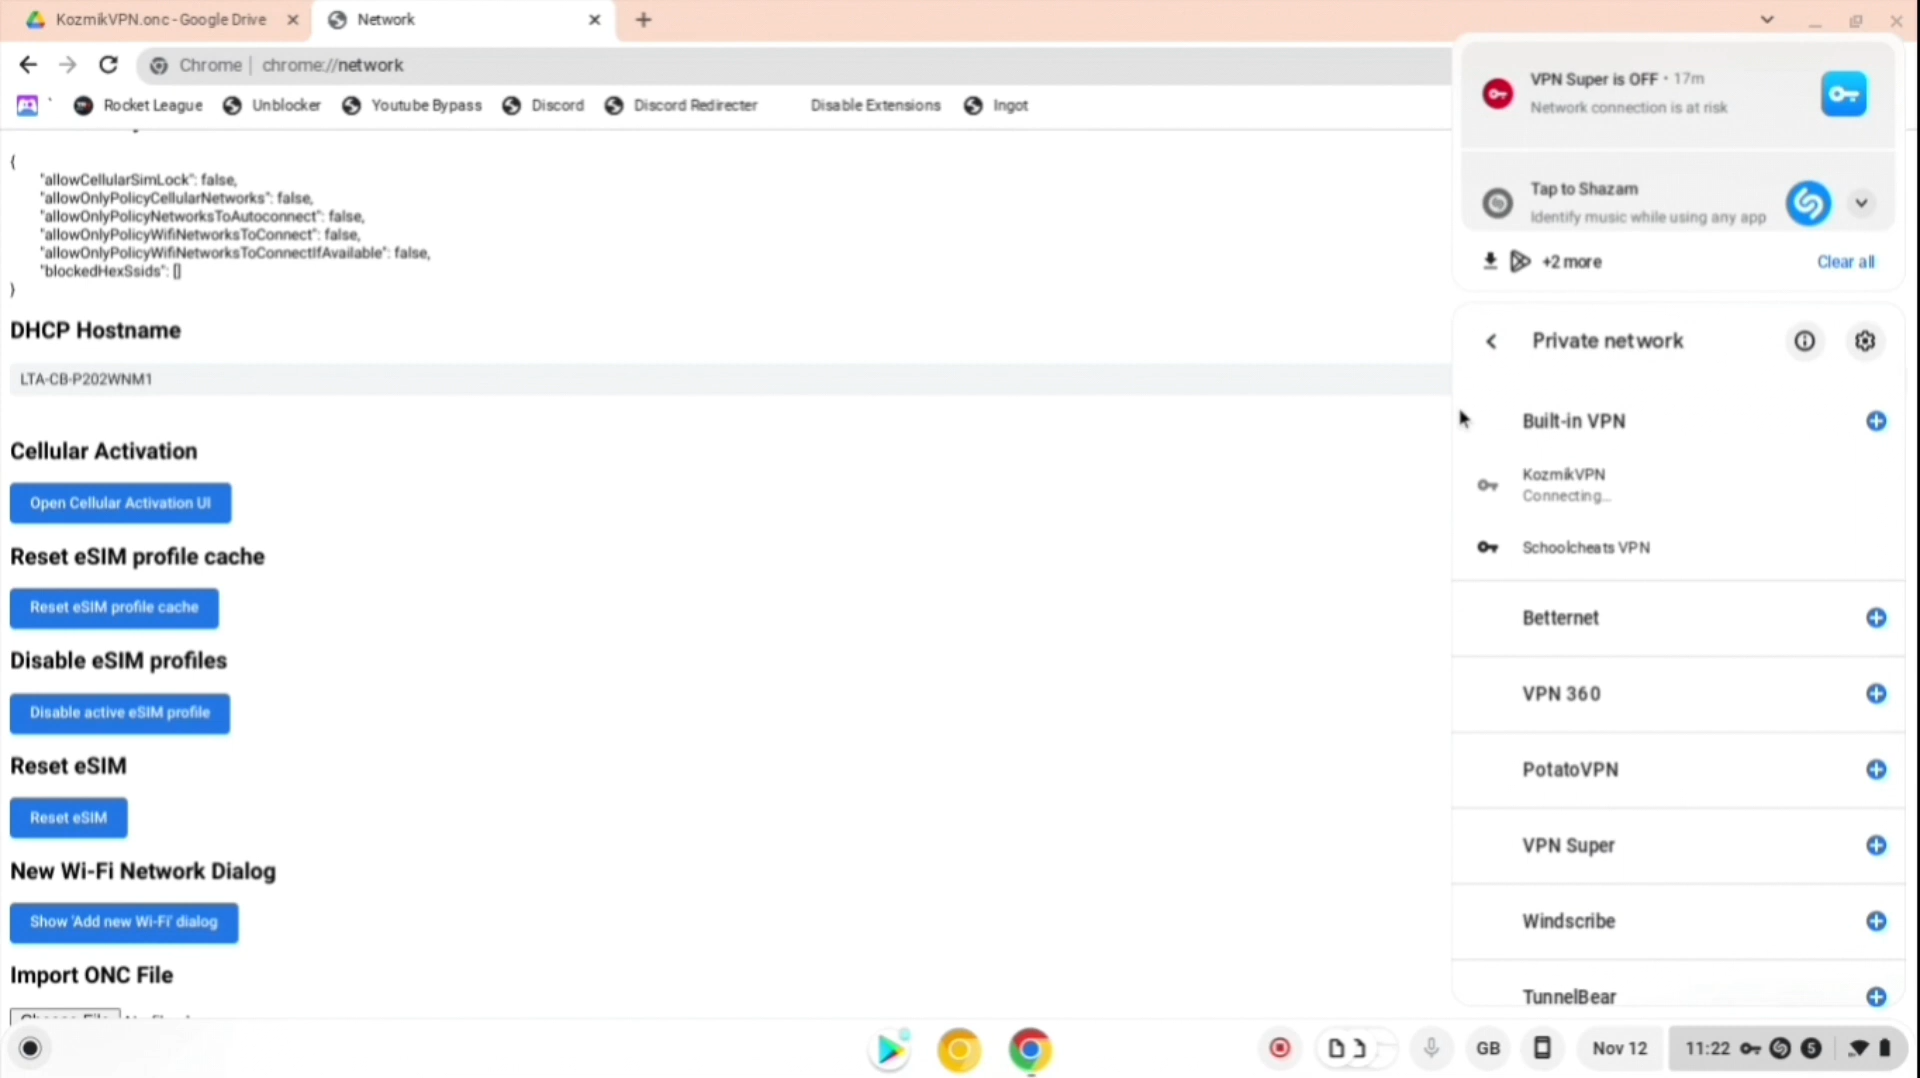 KozmikVPN.onc - Google Drive
Network
Chrome | chrome://network
Rocket League
Unblocker
Youtube Bypass
Discord
Discord Redirecter
Disable Extensions
Ingot
{
"allowCellularSimLock": false,
"allowOnlyPolicyCellularNetworks": false,
"allowOnlyPolicyNetworksToAutoconnect": false,
"allowOnlyPolicyWifiNetworksToConnect": false,
"allowOnlyPolicyWifiNetworksToConnectIfAvailable": false,
"blockedHexSsids": []
}
DHCP Hostname
LTA-CB-P202WNM1
Cellular Activation
Open Cellular Activation UI
Reset eSIM profile cache
Reset eSIM profile cache
Disable eSIM profiles
Disable active eSIM profile
Reset eSIM
Reset eSIM
New Wi-Fi Network Dialog
Show 'Add new Wi-Fi' dialog
Import ONC File
VPN Super is OFF • 17m
Network connection is at risk
Tap to Shazam
Identify music while using any app
+2 more
Clear all
Private network
Built-in VPN
KozmikVPN
Connecting...
Schoolcheats VPN
Betternet
VPN 360
PotatoVPN
VPN Super
Windscribe
TunnelBear
GB
Nov 12
11:22
5